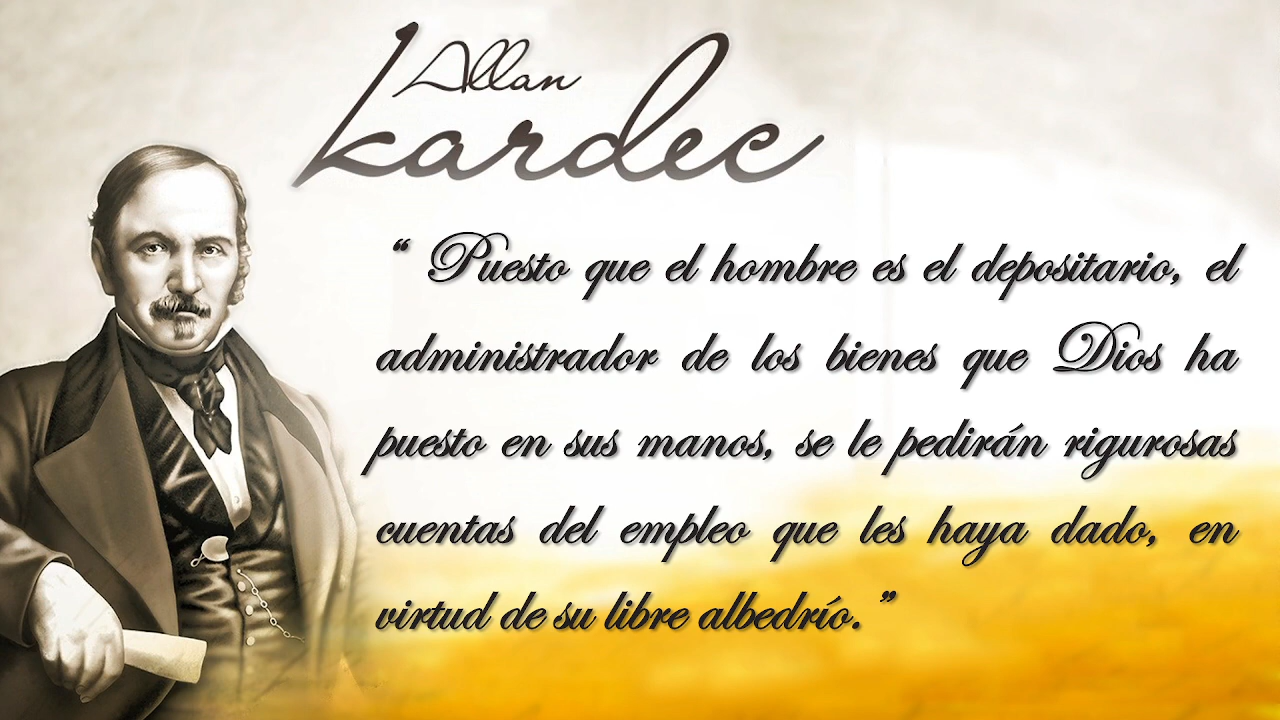 Allan
Kardec
“ Puesto que el hombre es el depositario, el
administrador de los bienes que Dios ha
puesto en sus manos, se le pedirán rigurosas
cuentas del empleo que les haya dado, en
virtud de su libre albedrío.”